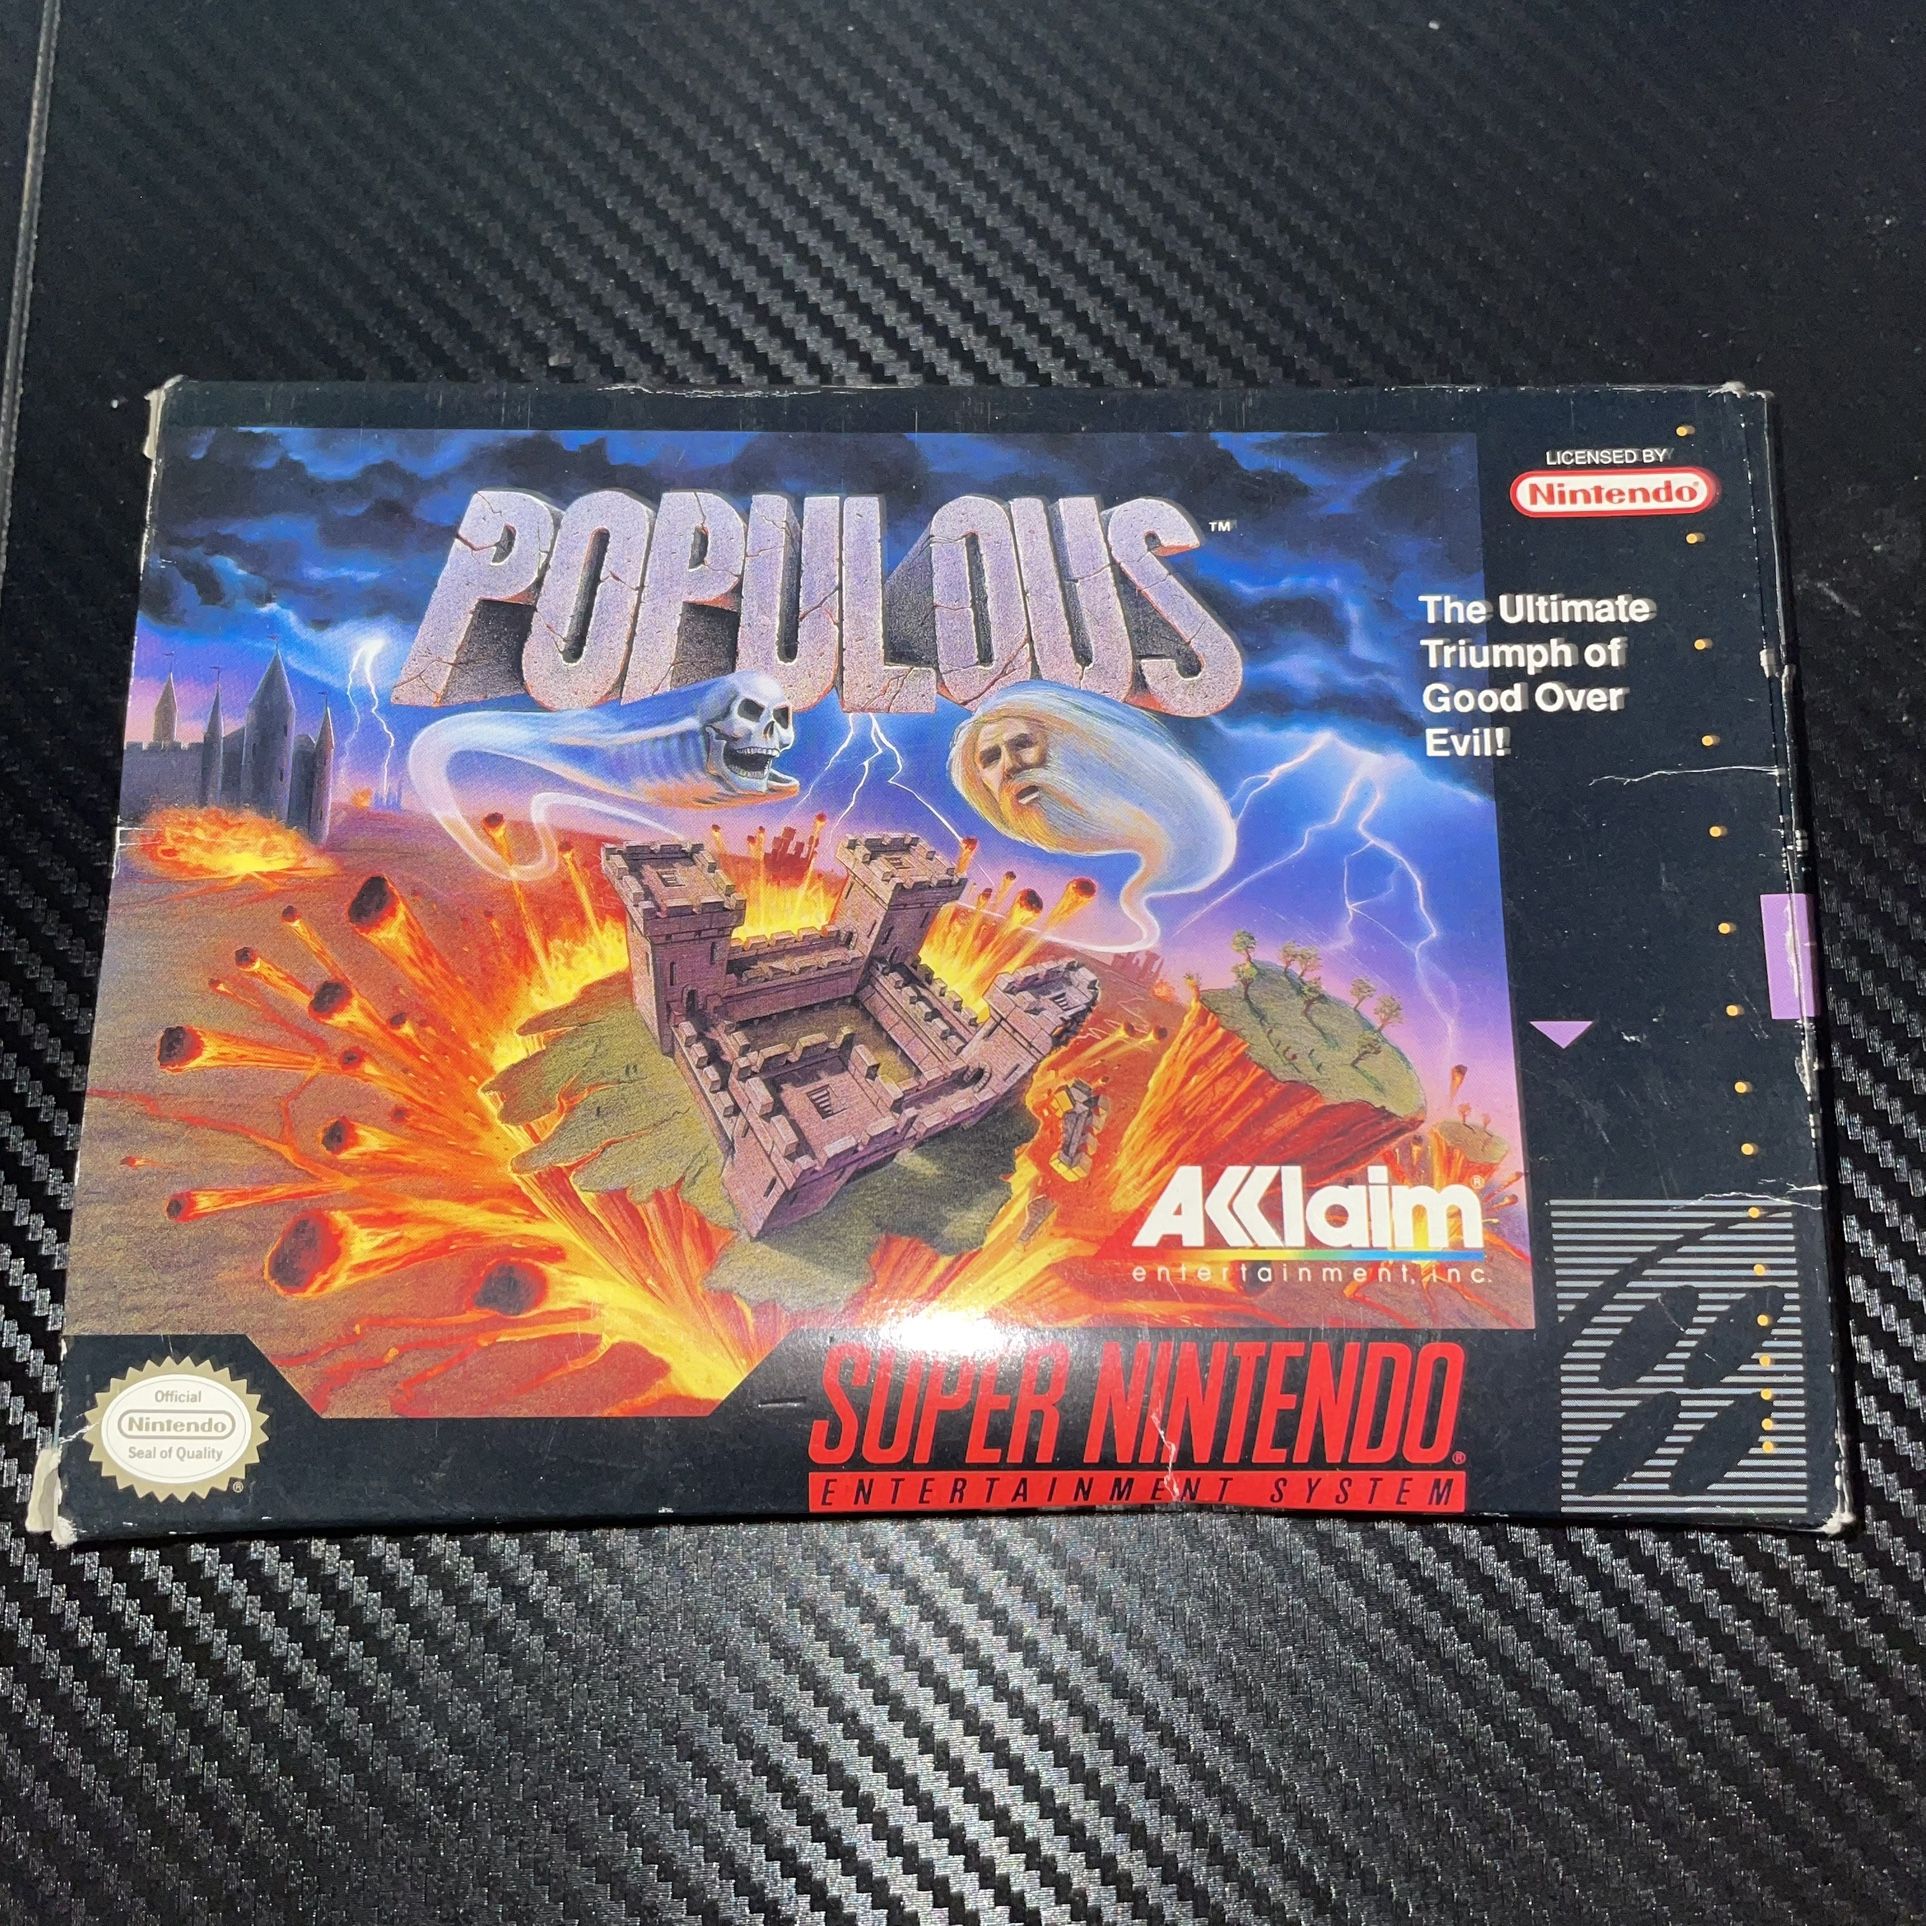 POPULOUS™
LICENSED BY
Nintendo®
The Ultimate
Triumph of
Good Over
Evil!
AKKlaim®
entertainment, inc.
Official
Nintendo
Seal of Quality
®
SUPER NINTENDO®
ENTERTAINMENT SYSTEM